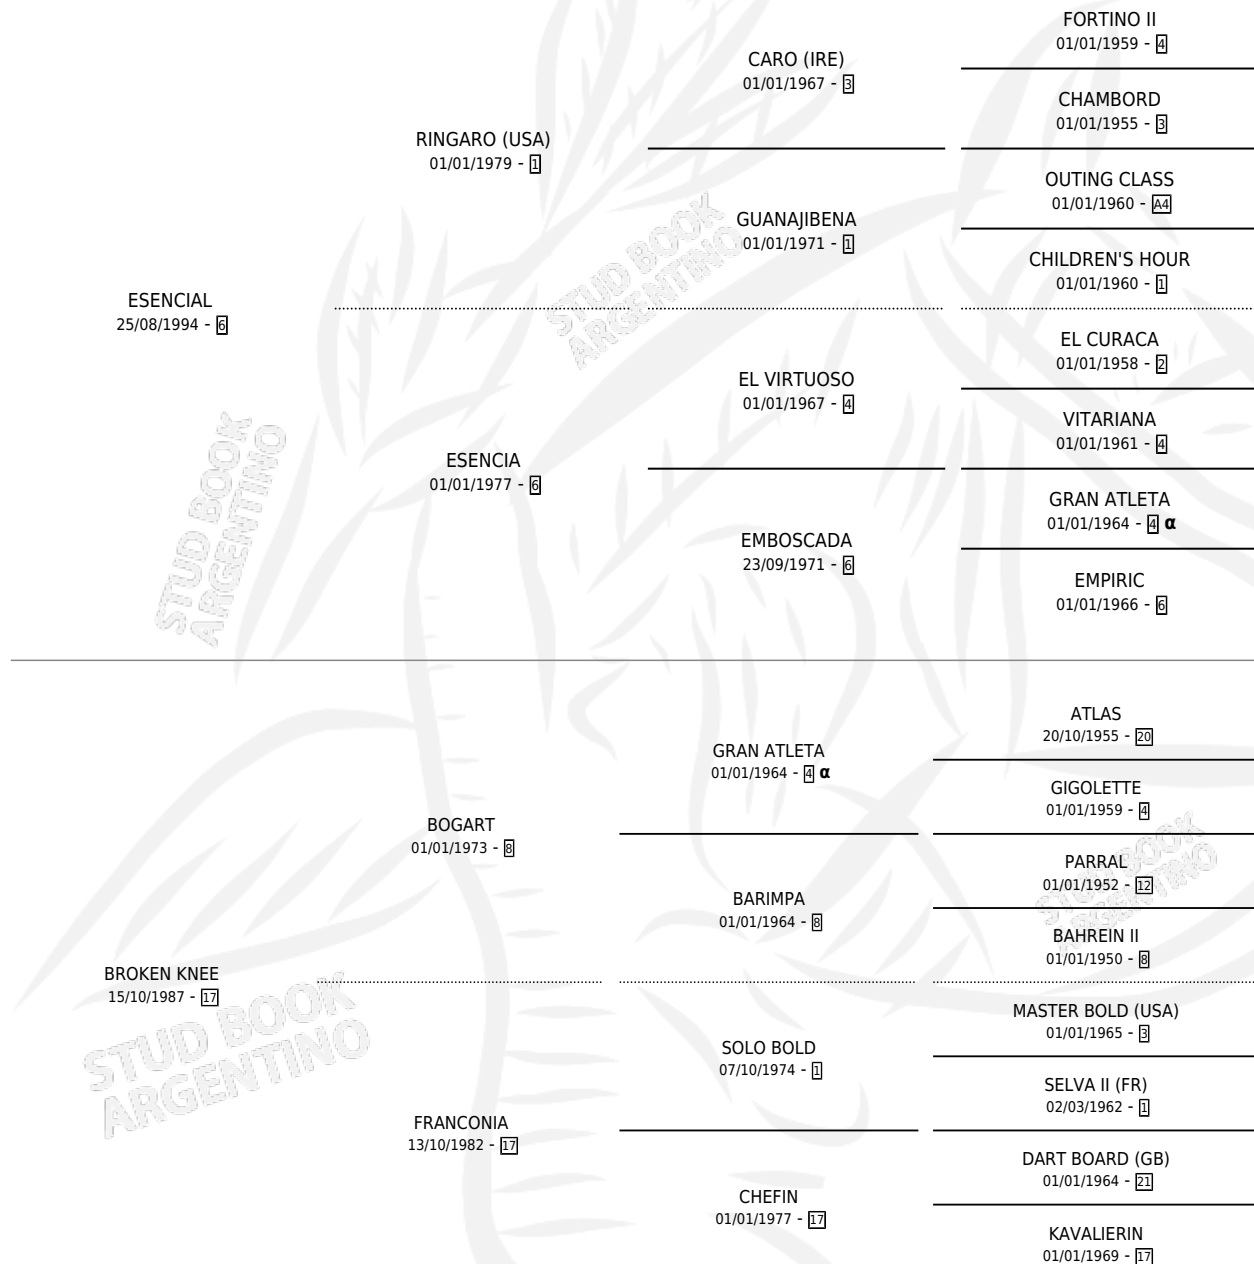 FORTINO II
01/01/1959 - 4
CARO (IRE)
01/01/1967 - 3
CHAMBORD
01/01/1955 - 3
RINGARO (USA)
01/01/1979 - 1
OUTING CLASS
01/01/1960 - A4
GUANAJIBENA
01/01/1971 - 1
CHILDREN'S HOUR
01/01/1960 - 1
ESENCIAL
25/08/1994 - 6
EL CURACA
01/01/1958 - 2
EL VIRTUOSO
01/01/1967 - 4
VITARIANA
01/01/1961 - 4
ESENCIA
01/01/1977 - 6
GRAN ATLETA
01/01/1964 - 4 α
EMBOSCADA
23/09/1971 - 6
EMPIRIC
01/01/1966 - 6
ATLAS
20/10/1955 - 20
GRAN ATLETA
01/01/1964 - 4 α
GIGOLETTE
01/01/1959 - 4
BOGART
01/01/1973 - 8
PARRAL
01/01/1952 - 12
BARIMPA
01/01/1964 - 8
BAHREIN II
01/01/1950 - 8
BROKEN KNEE
15/10/1987 - 17
MASTER BOLD (USA)
01/01/1965 - 3
SOLO BOLD
07/10/1974 - 1
SELVA II (FR)
02/03/1962 - 1
FRANCONIA
13/10/1982 - 17
DART BOARD (GB)
01/01/1964 - 21
CHEFIN
01/01/1977 - 17
KAVALIERIN
01/01/1969 - 17
STUD BOOK
ARGENTINO
STUD BOOK
ARGENTINO
STUD BOOK
ARGENTINO
STUD BOOK
ARGENTINO